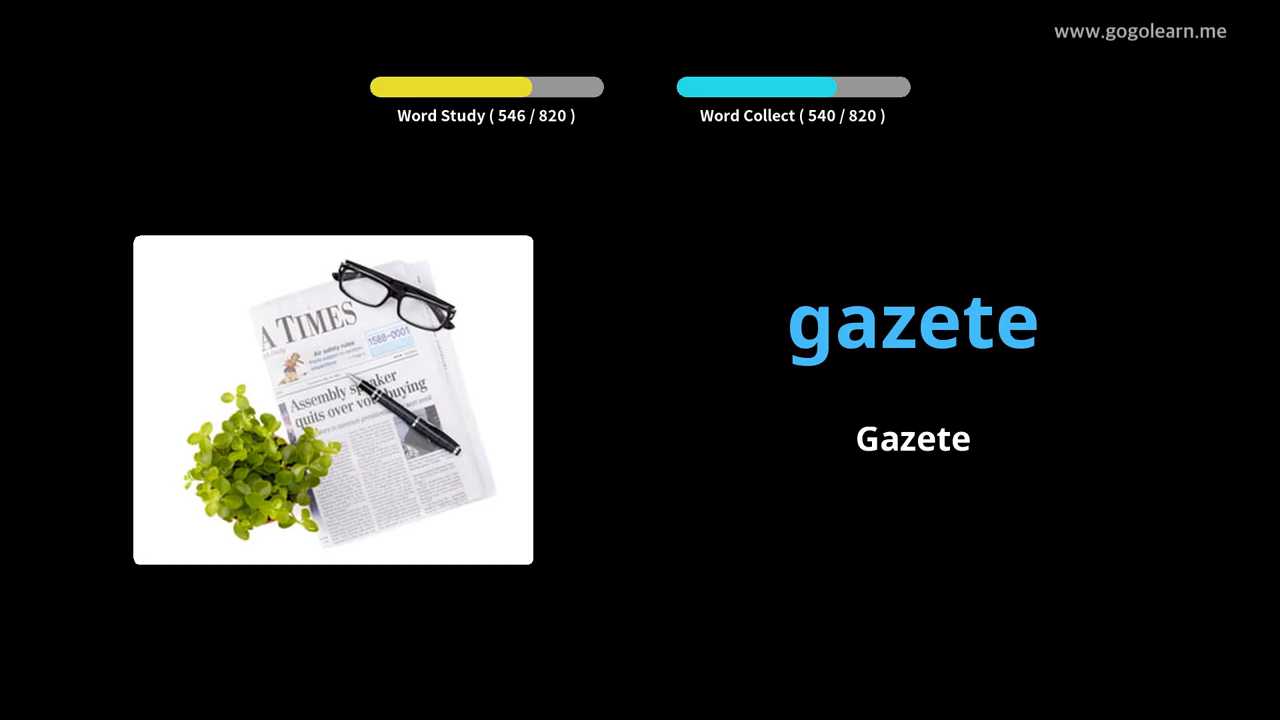 www.gogolearn.me
Word Study ( 546 / 820 )
Word Collect ( 540 / 820 )
A TIMES
Air safety rules
1588-0001
Assembly speaker
quits over vote buying
gazete
Gazete